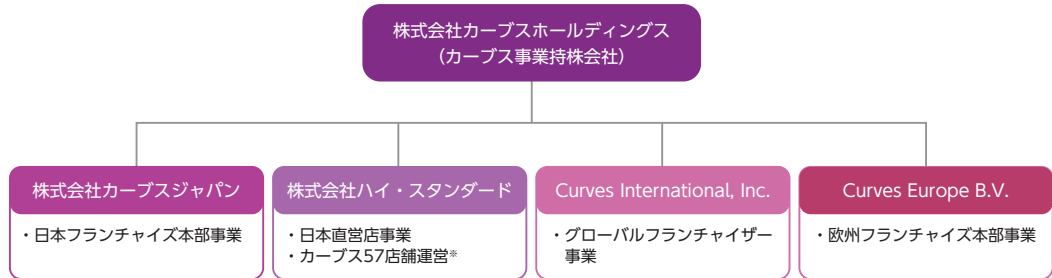 株式会社カーブスホールディングス
（カーブス事業持株会社）
株式会社カーブスジャパン
・日本フランチャイズ本部事業
株式会社ハイ・スタンダード
・日本直営店事業
・カーブス57店舗運営※
Curves International, Inc.
・グローバルフランチャイザー
事業
Curves Europe B.V.
・欧州フランチャイズ本部事業